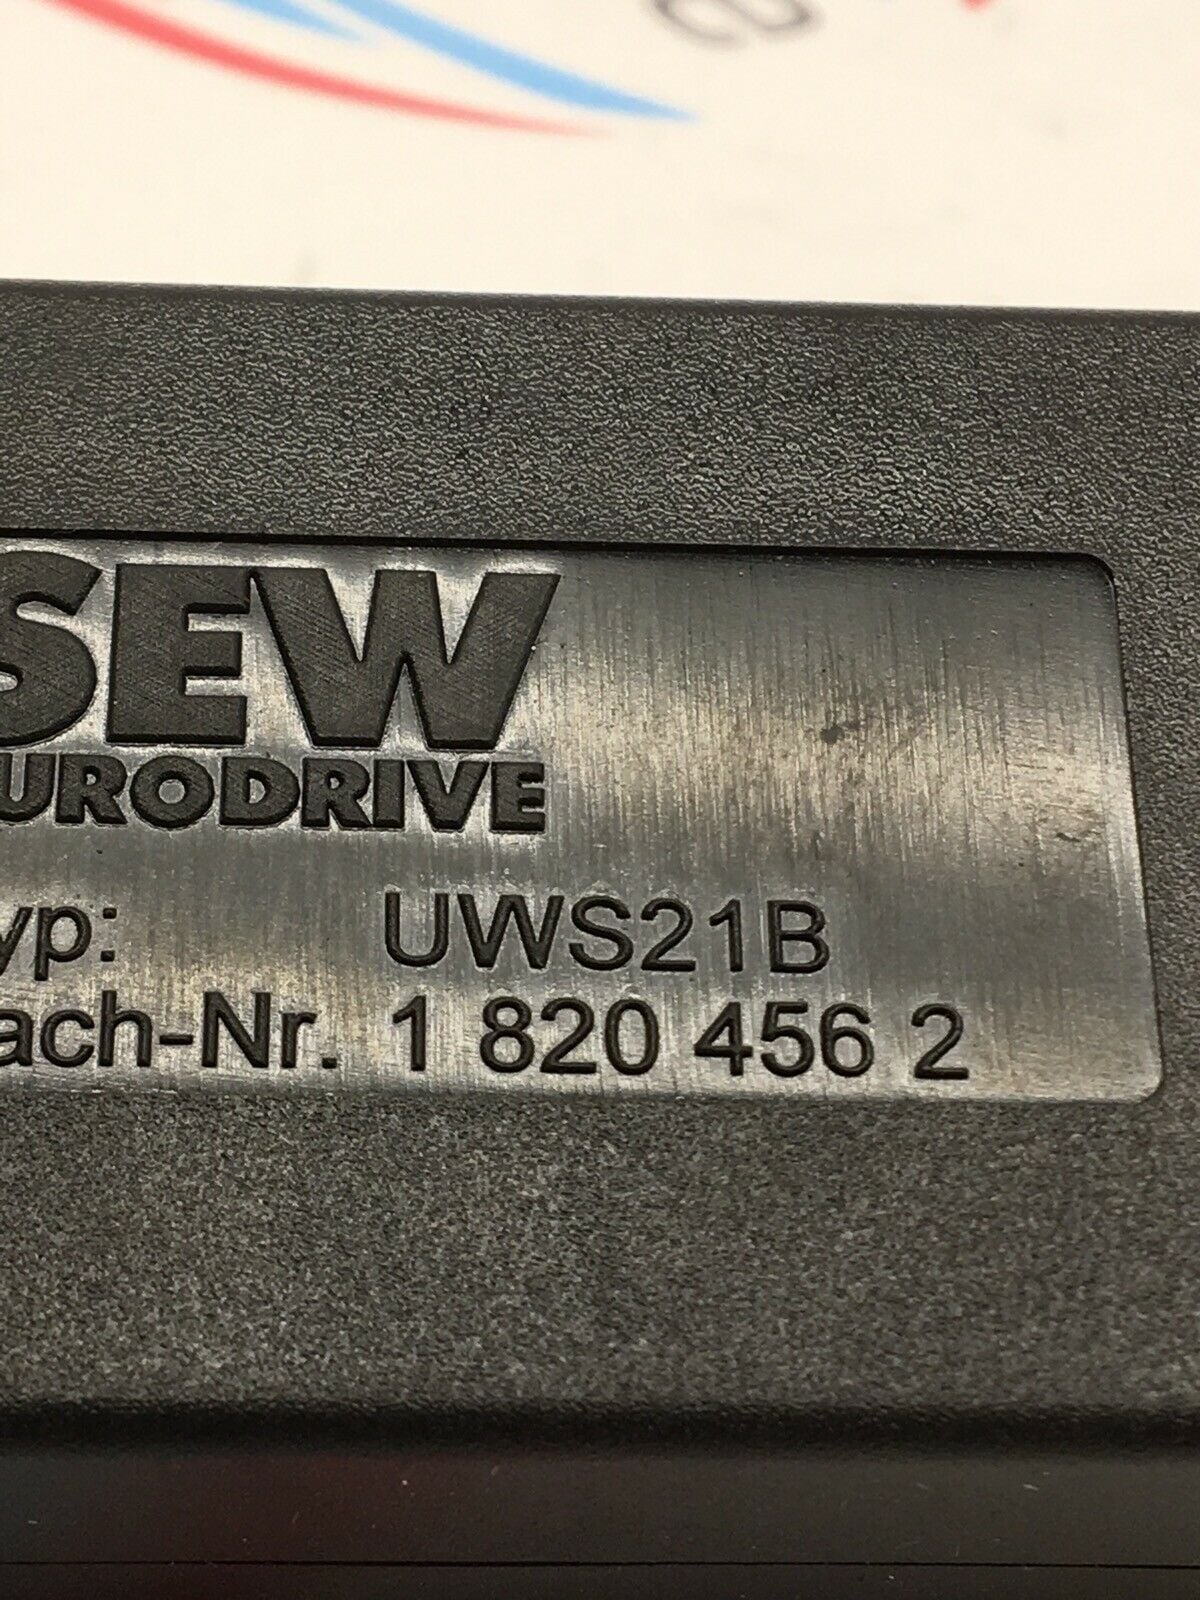 SEW
URODRIVE
yp: UWS21B
ach-Nr. 1 820 456 2